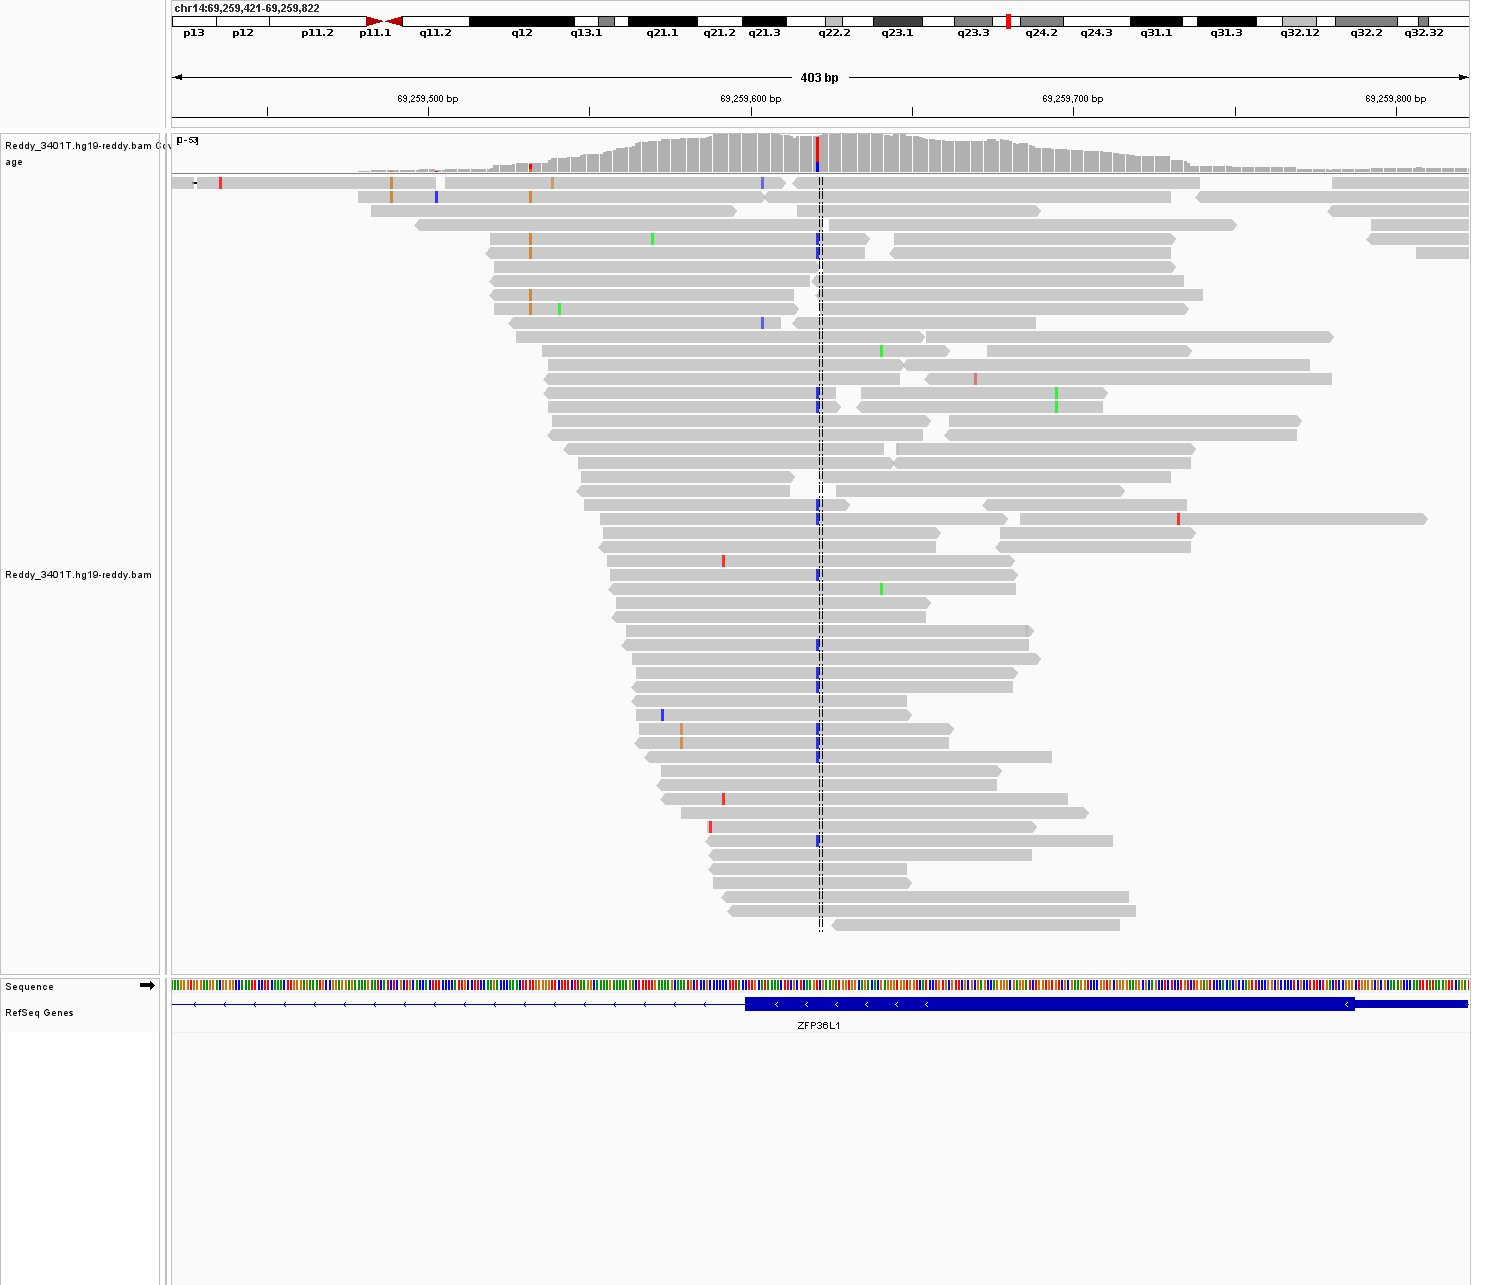 chr14:69,259,421-69,259,822
p13 p12 p11.2 p11.1 q11.2 q12 q13.1 q21.1 q21.2 q21.3 q22.2 q23.1 q23.3 q24.2 q24.3 q31.1 q31.3 q32.12 q32.2 q32.32
403 bp
69,259,500 bp 69,259,600 bp 69,259,700 bp 69,259,800 bp
Reddy_3401T.hg19-reddy.bam Cov
age
Reddy_3401T.hg19-reddy.bam
Sequence
RefSeq Genes
ZFP36L1